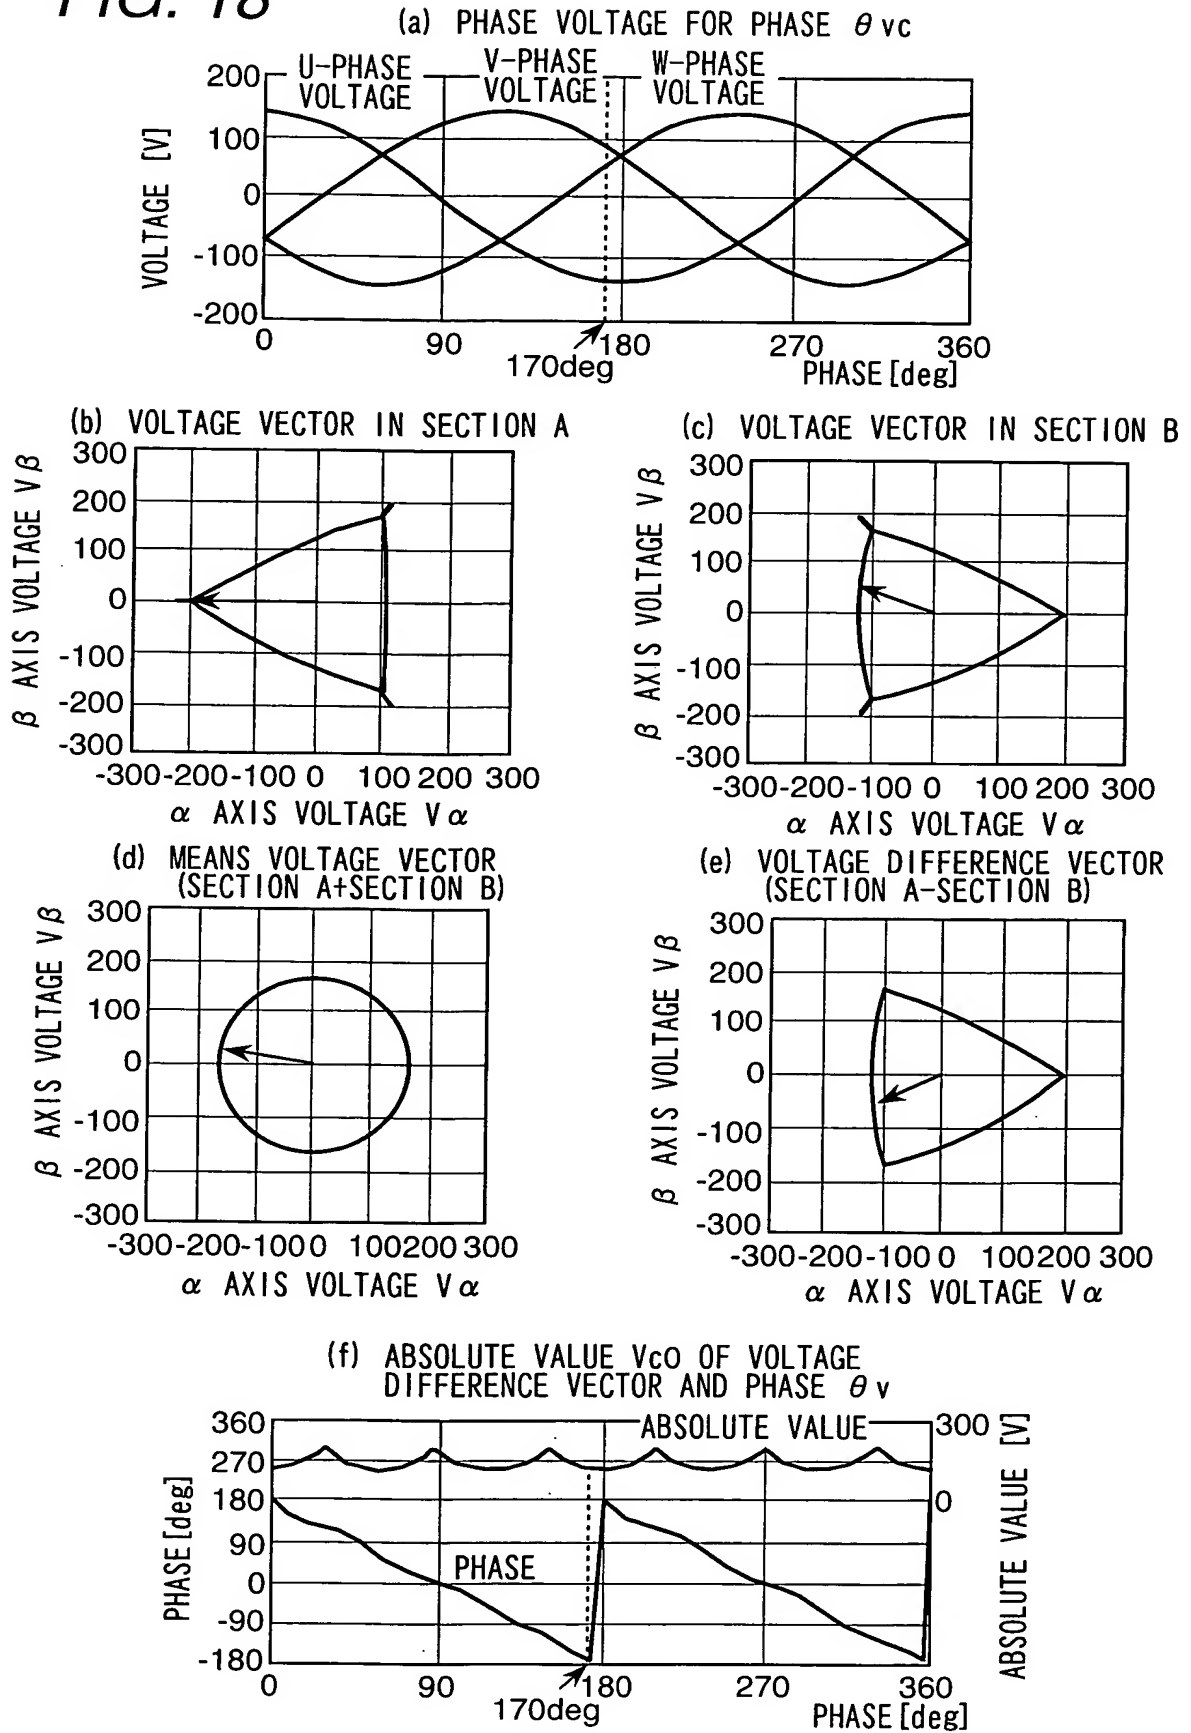 FIG. 18
(a) PHASE VOLTAGE FOR PHASE θ vc
U-PHASE VOLTAGE
V-PHASE VOLTAGE
W-PHASE VOLTAGE
VOLTAGE [V]
200
100
0
-100
-200
0 90 180 270 360
170deg
PHASE [deg]
(b) VOLTAGE VECTOR IN SECTION A
β AXIS VOLTAGE Vβ
300
200
100
0
-100
-200
-300
-300 -200 -100 0 100 200 300
α AXIS VOLTAGE Vα
(c) VOLTAGE VECTOR IN SECTION B
β AXIS VOLTAGE Vβ
300
200
100
0
-100
-200
-300
-300 -200 -100 0 100 200 300
α AXIS VOLTAGE Vα
(d) MEANS VOLTAGE VECTOR
(SECTION A+SECTION B)
β AXIS VOLTAGE Vβ
300
200
100
0
-100
-200
-300
-300 -200 -100 0 100 200 300
α AXIS VOLTAGE Vα
(e) VOLTAGE DIFFERENCE VECTOR
(SECTION A-SECTION B)
β AXIS VOLTAGE Vβ
300
200
100
0
-100
-200
-300
-300 -200 -100 0 100 200 300
α AXIS VOLTAGE Vα
(f) ABSOLUTE VALUE Vc0 OF VOLTAGE
DIFFERENCE VECTOR AND PHASE θ v
PHASE [deg]
360
270
180
90
0
-90
-180
ABSOLUTE VALUE
PHASE
300
0
ABSOLUTE VALUE [V]
0 90 180 270 360
170deg
PHASE [deg]